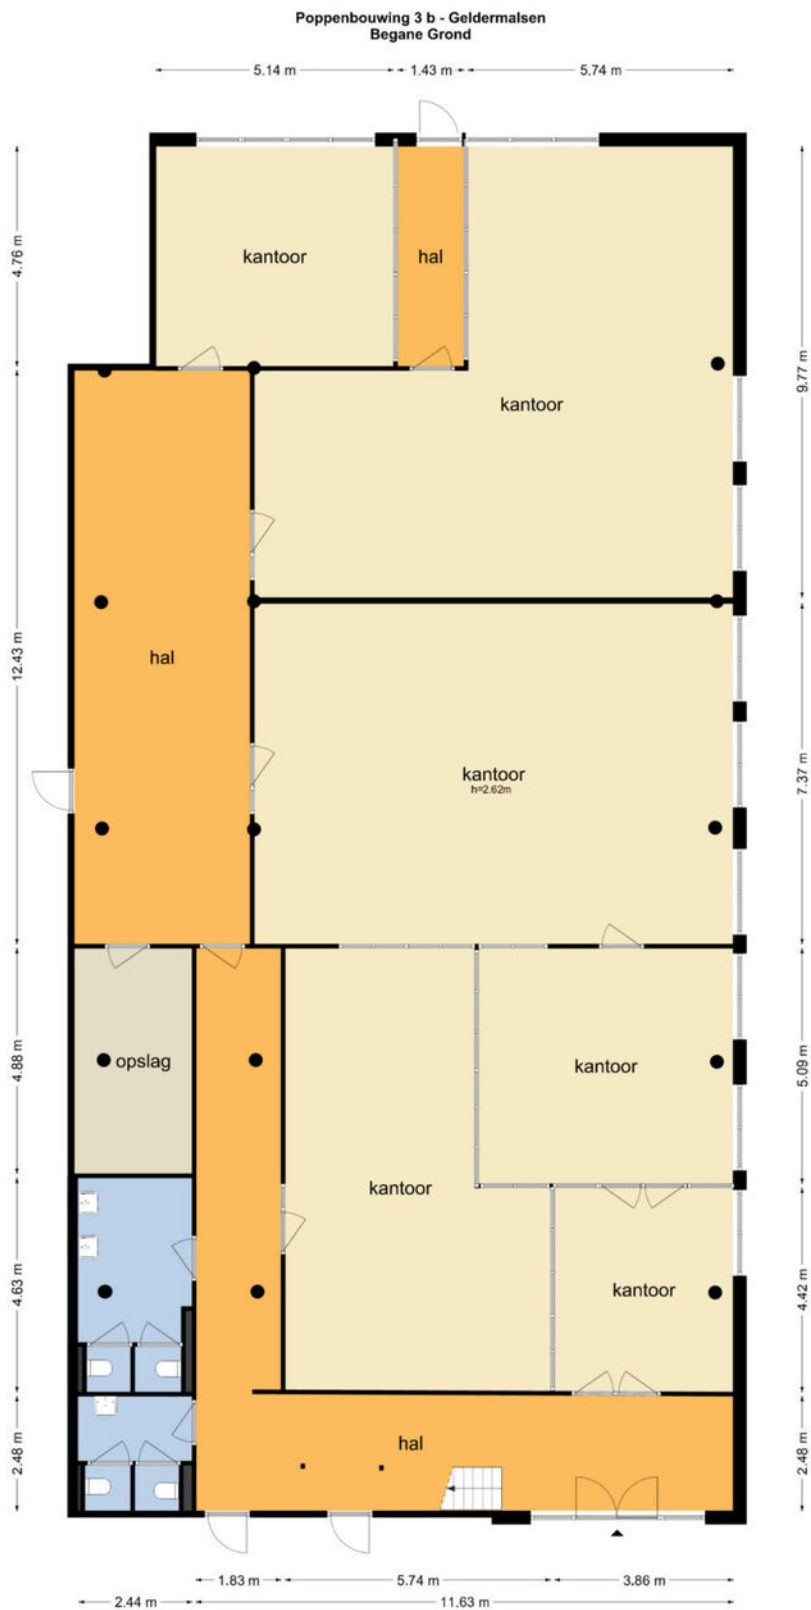 Poppenbouwing 3 b - Geldermalsen
Begane Grond
5.14 m
1.43 m
5.74 m
4.76 m
9.77 m
kantoor
hal
kantoor
12.43 m
hal
kantoor
h=2.62m
7.37 m
4.88 m
opslag
kantoor
5.09 m
kantoor
4.63 m
kantoor
4.42 m
2.48 m
hal
2.48 m
1.83 m
5.74 m
3.86 m
2.44 m
11.63 m